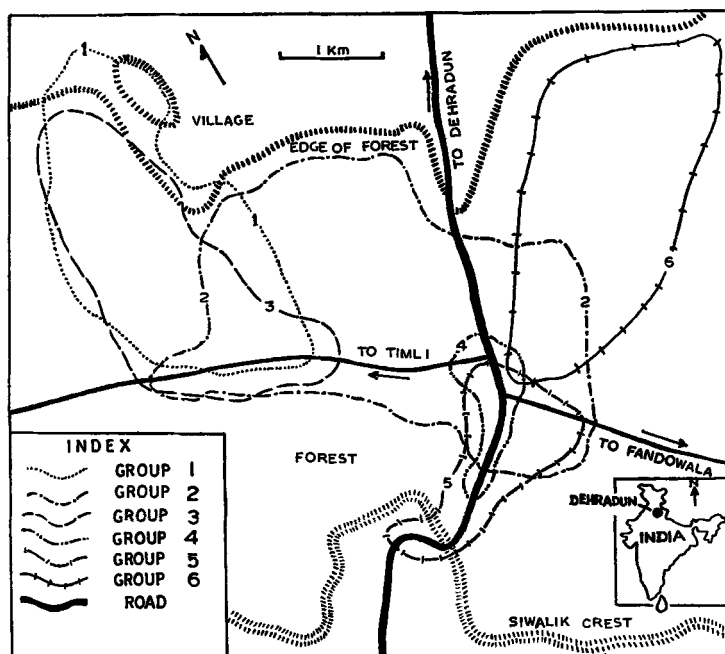 1
N
1 Km
TO DEHRADUN
VILLAGE
EDGE OF FOREST
1
6
2
3
2
4
TO TIMLI
TO FANDOWALA
INDEX
GROUP 1
GROUP 2
GROUP 3
GROUP 4
GROUP 5
GROUP 6
ROAD
FOREST
5
N
DEHRADUN
INDIA
SIWALIK CREST